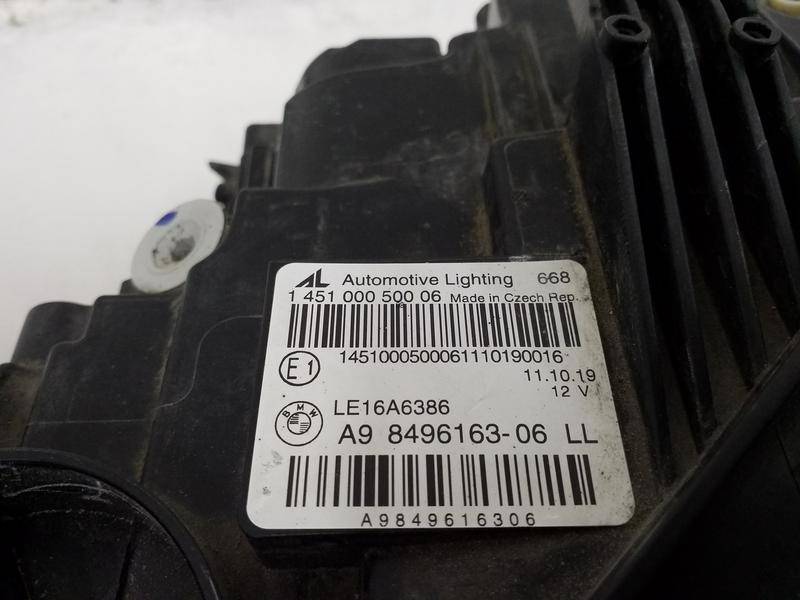 AL Automotive Lighting 668
1 451 000 500 06 Made in Czech Rep.
1451000500061110190016
E1
11.10.19
12 V
BMW
LE16A6386
A9 8496163-06 LL
A9849616306